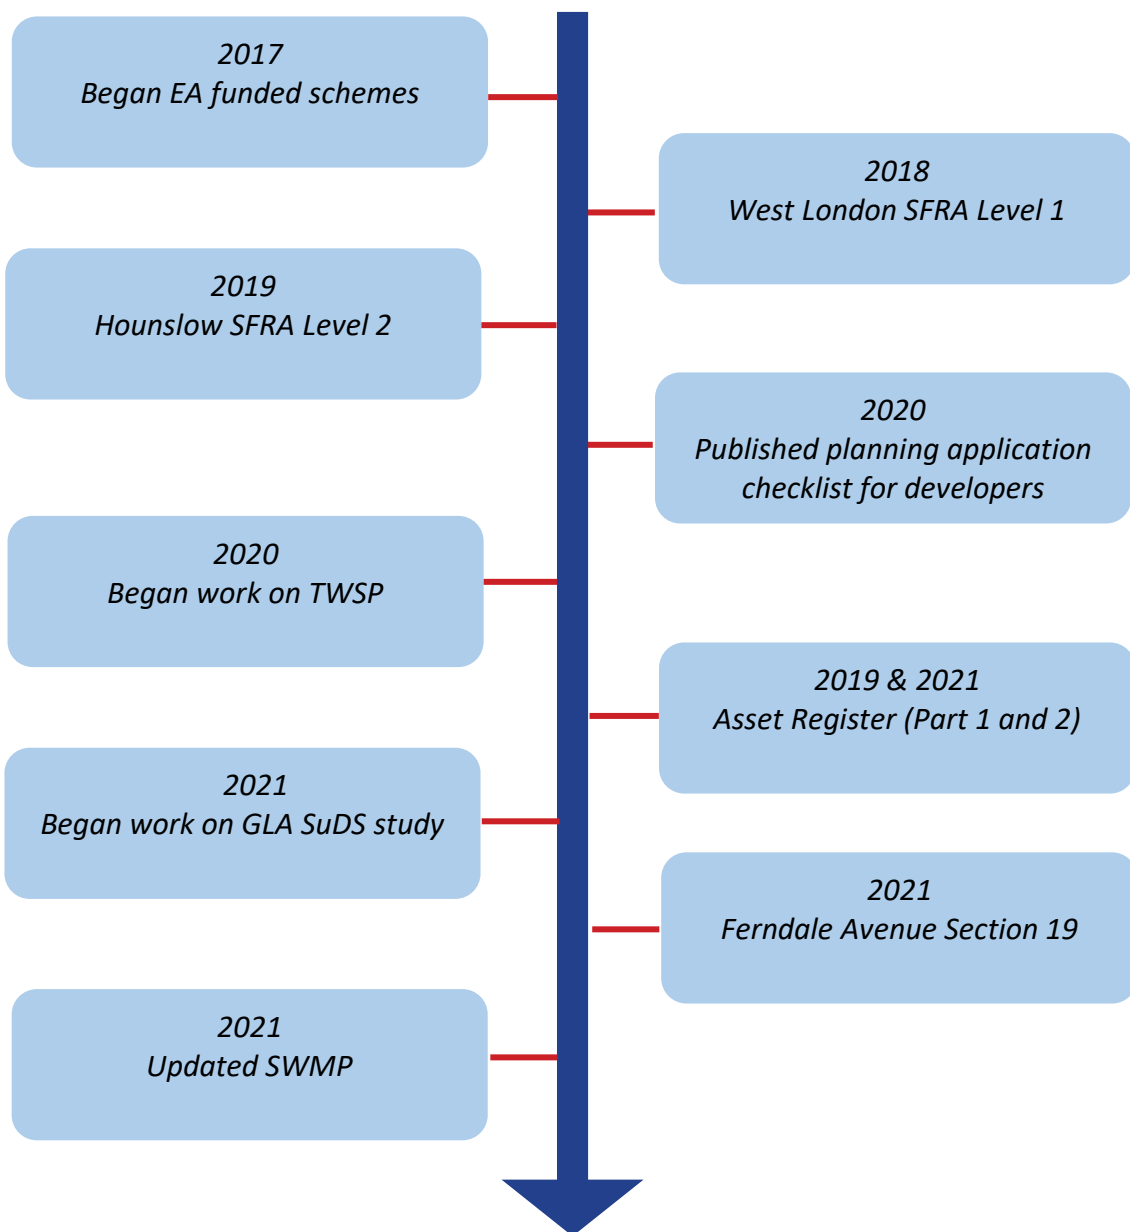 2017
Began EA funded schemes
2018
West London SFRA Level 1
2019
Hounslow SFRA Level 2
2020
Published planning application
checklist for developers
2020
Began work on TWSP
2019 & 2021
Asset Register (Part 1 and 2)
2021
Began work on GLA SuDS study
2021
Ferndale Avenue Section 19
2021
Updated SWMP